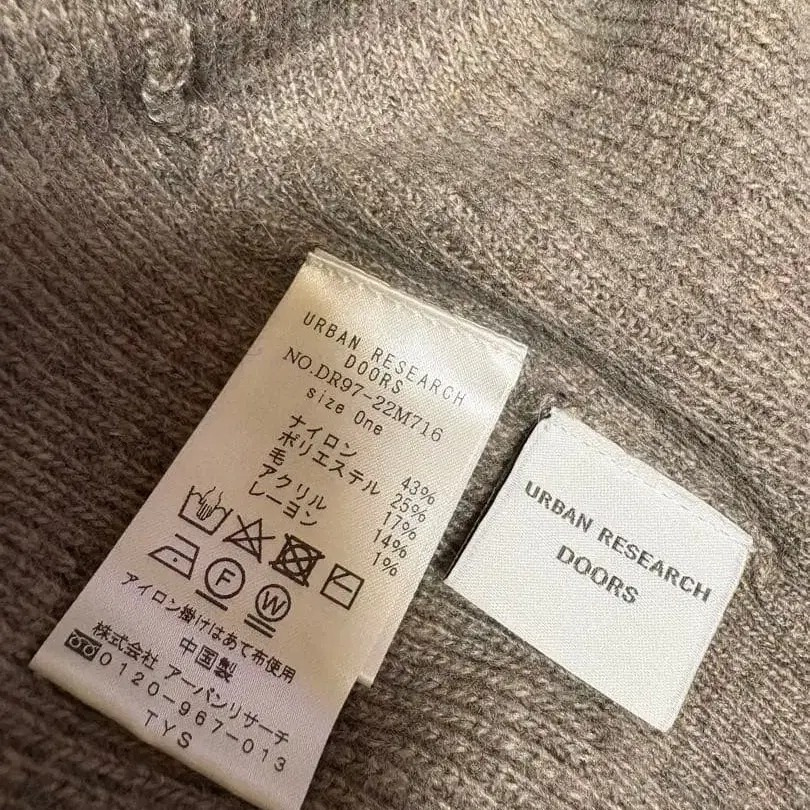 URBAN RESEARCH
DOORS
NO.DR97-22M716
size One
ナイロン 43%
ポリエステル 25%
毛 17%
アクリル 14%
レーヨン 1%
F W
アイロン掛けはあて布使用
中国製
株式会社 アーバンリサーチ
0120-967-013
TYS
URBAN RESEARCH
DOORS